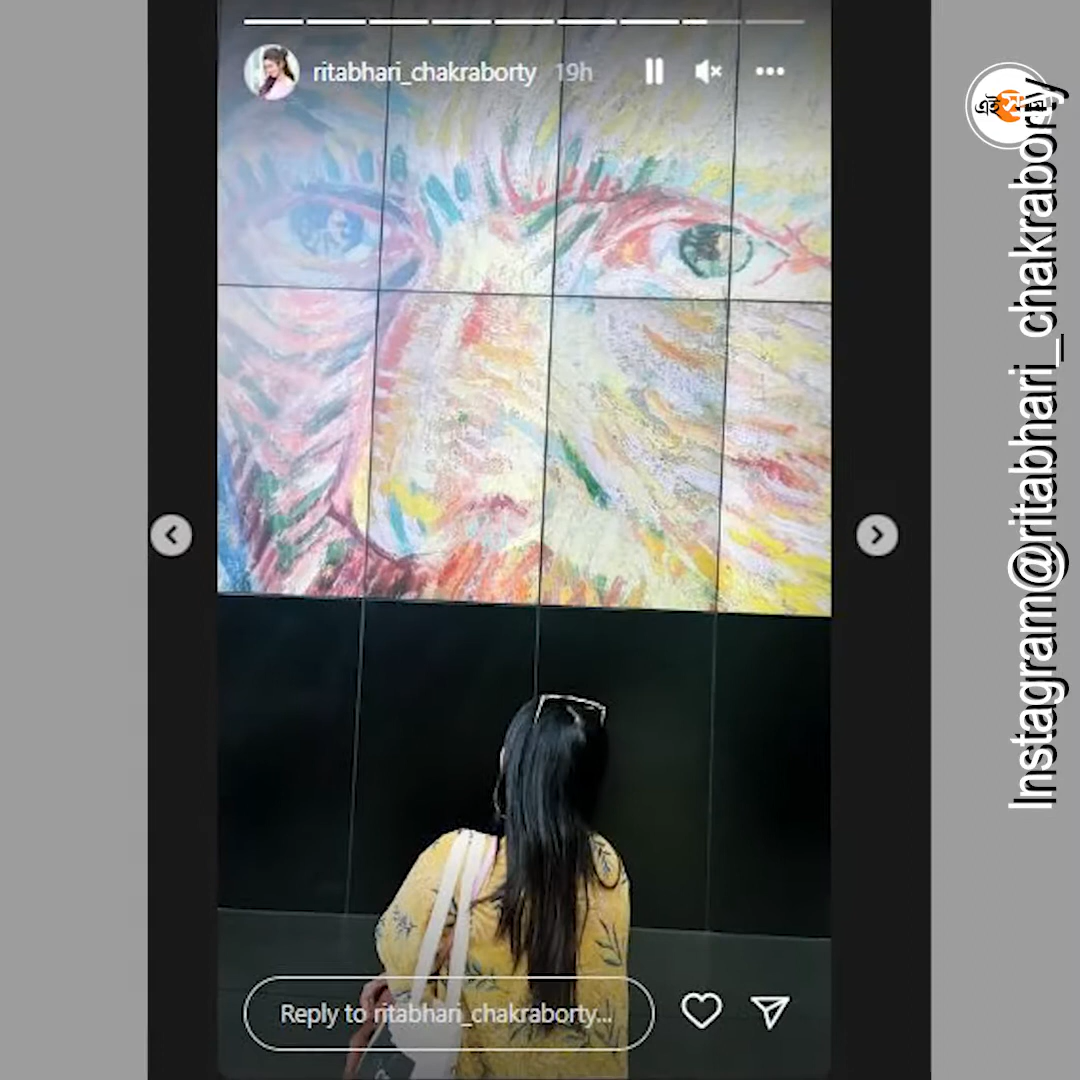 ritabhari_chakraborty 19h
Reply to ritabhari_chakraborty...
Instagram@ritabhari_chakraborty